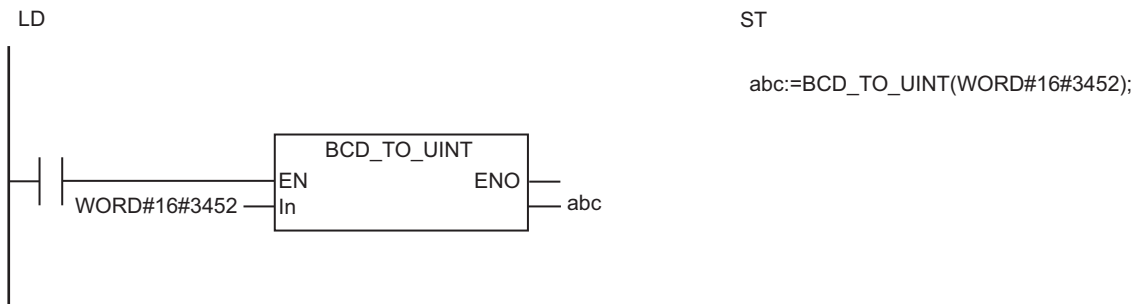 LD
ST
abc:=BCD_TO_UINT(WORD#16#3452);
BCD_TO_UINT
EN ENO
WORD#16#3452 In abc